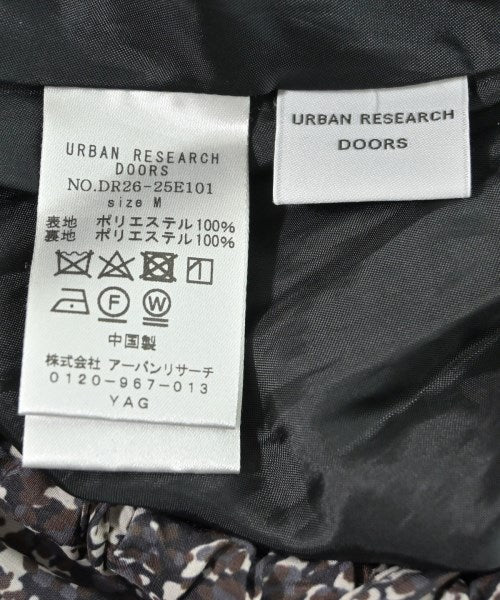 URBAN RESEARCH
DOORS
NO.DR26-25E101
size M
表地 ポリエステル100%
裏地 ポリエステル100%
F W
中国製
株式会社 アーバンリサーチ
0120-967-013
YAG
URBAN RESEARCH
DOORS